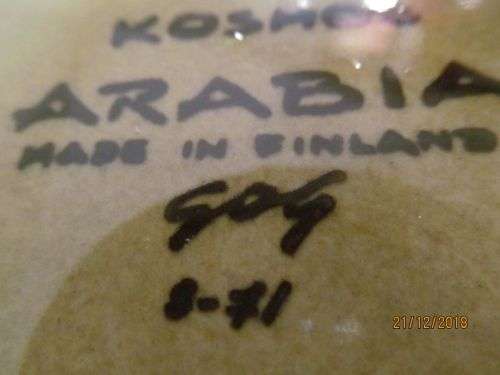 KOSMOS
ARABIA
MADE IN FINLAND
GOG
8-71
21/12/2018